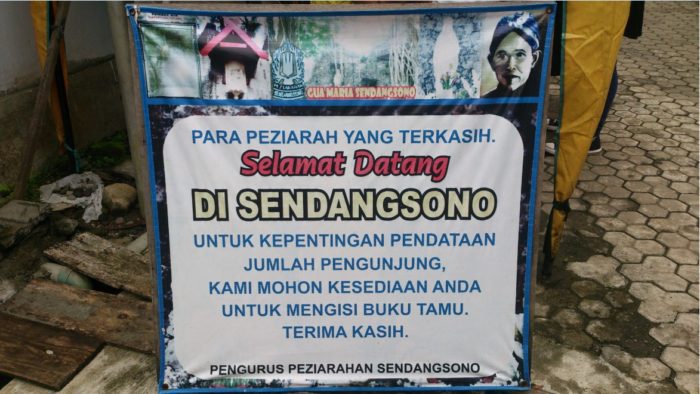 GUA MARIA SENDANGSONO
PARA PEZIARAH YANG TERKASIH.
Selamat Datang
DI SENDANGSONO
UNTUK KEPENTINGAN PENDATAAN
JUMLAH PENGUNJUNG,
KAMI MOHON KESEDIAAN ANDA
UNTUK MENGISI BUKU TAMU.
TERIMA KASIH.
PENGURUS PEZIARAHAN SENDANGSONO